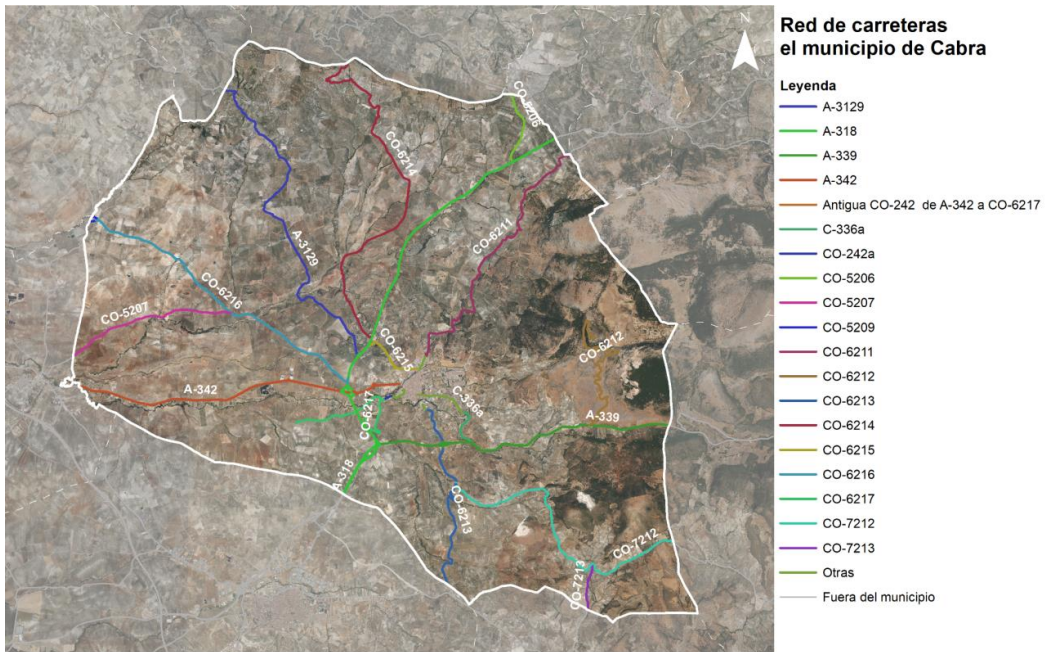 Red de carreteras
el municipio de Cabra
N
Leyenda
A-3129
A-318
A-339
A-342
Antigua CO-242 de A-342 a CO-6217
C-336a
CO-242a
CO-5206
CO-5207
CO-5209
CO-6211
CO-6212
CO-6213
CO-6214
CO-6215
CO-6216
CO-6217
CO-7212
CO-7213
Otras
Fuera del municipio
CO-5206
CO-6214
CO-6211
A-3129
CO-6216
CO-5207
CO-6212
CO-6215
A-342
C-336a
CO-6217
A-339
A-318
CO-6213
CO-7212
CO-7213